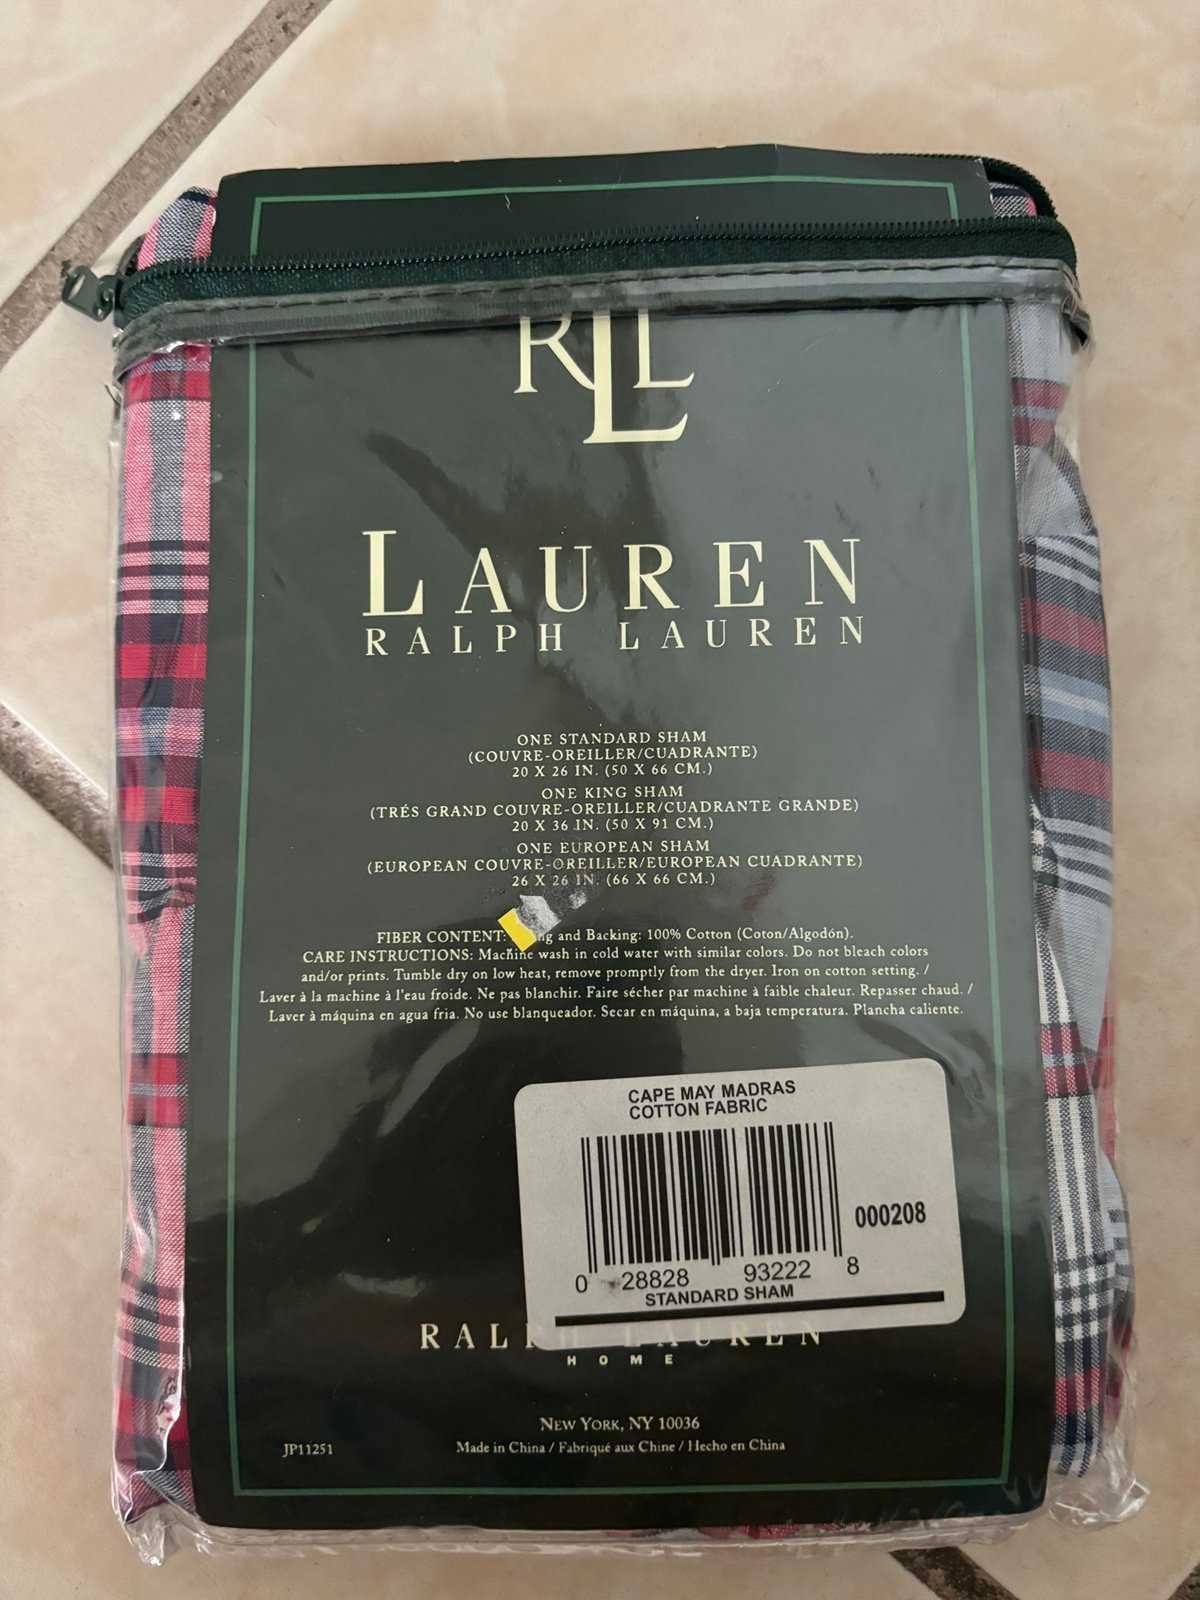 RLL
LAUREN
RALPH LAUREN
ONE STANDARD SHAM
(COUVRE-OREILLER/CUADRANTE)
20 X 26 IN. (50 X 66 CM.)
ONE KING SHAM
(TRÉS GRAND COUVRE-OREILLER/CUADRANTE GRANDE)
20 X 36 IN. (50 X 91 CM.)
ONE EUROPEAN SHAM
(EUROPEAN COUVRE-OREILLER/EUROPEAN CUADRANTE)
26 X 26 IN. (66 X 66 CM.)
FIBER CONTENT: and Backing: 100% Cotton (Coton/Algodón).
CARE INSTRUCTIONS: Machine wash in cold water with similar colors. Do not bleach colors
and/or prints. Tumble dry on low heat, remove promptly from the dryer. Iron on cotton setting. /
Laver à la machine à l'eau froide. Ne pas blanchir. Faire sécher par machine à faible chaleur. Repasser chaud. /
Laver à máquina en agua fria. No use blanqueador. Secar en máquina, a baja temperatura. Plancha caliente.
CAPE MAY MADRAS
COTTON FABRIC
000208
0 28828 93222 8
STANDARD SHAM
RALPH LAUREN
HOME
NEW YORK, NY 10036
JP11251 Made in China / Fabriqué aux Chine / Hecho en China